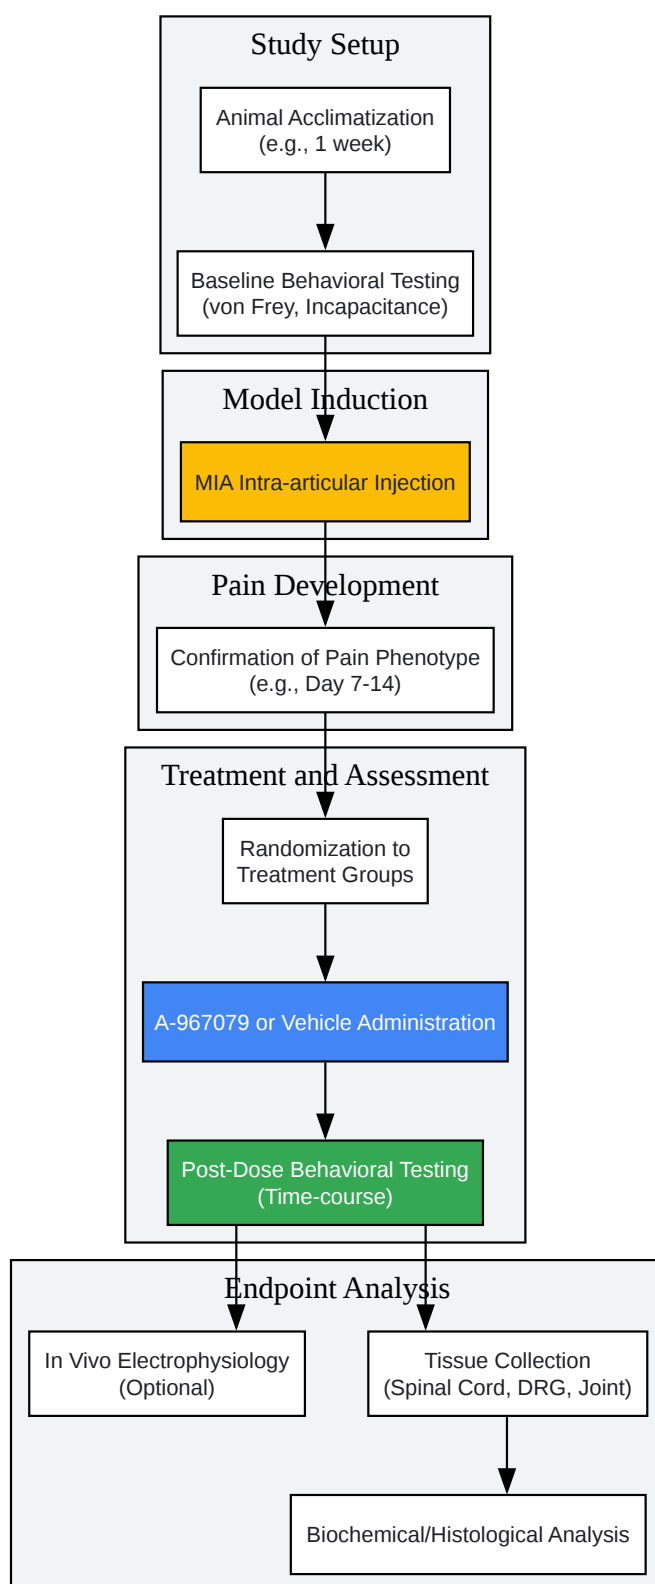 Study Setup
Animal Acclimatization
(e.g., 1 week)
Baseline Behavioral Testing
(von Frey, Incapacitance)
Model Induction
MIA Intra-articular Injection
Pain Development
Confirmation of Pain Phenotype
(e.g., Day 7-14)
Treatment and Assessment
Randomization to
Treatment Groups
A-967079 or Vehicle Administration
Post-Dose Behavioral Testing
(Time-course)
Endpoint Analysis
In Vivo Electrophysiology
(Optional)
Tissue Collection
(Spinal Cord, DRG, Joint)
Biochemical/Histological Analysis